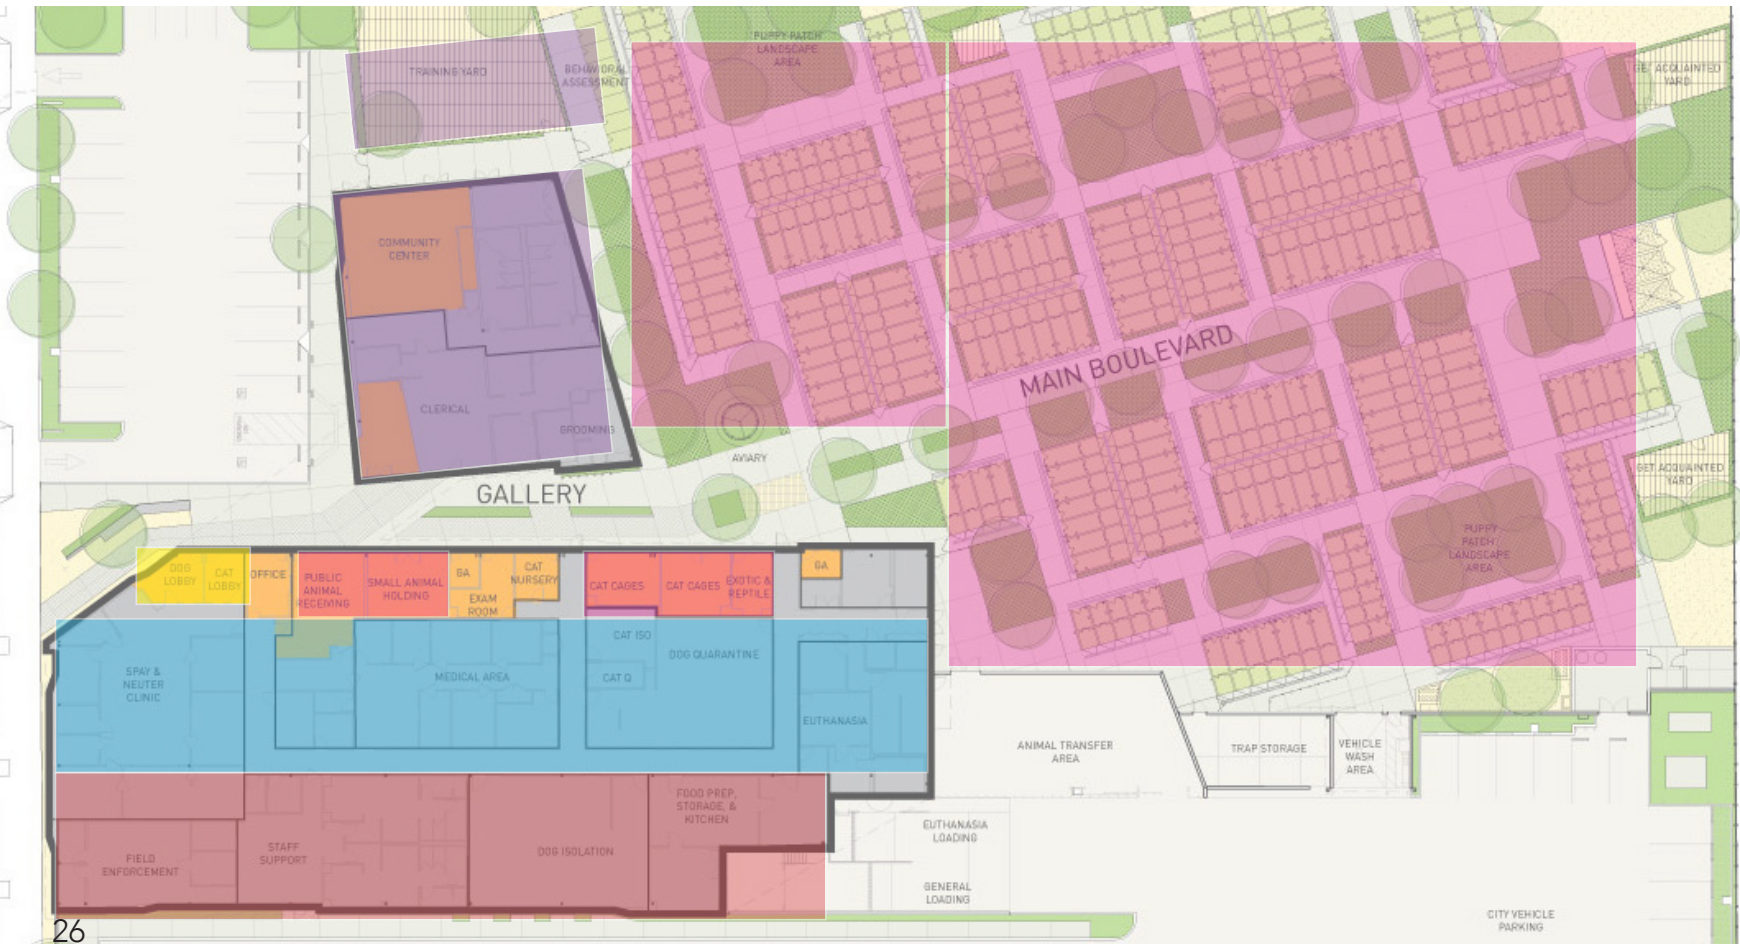 PUPPY PATCH
LANDSCAPE
AREA
TRAINING YARD
BEHAVIORAL
ASSESSMENT
GET ACQUAINTED
YARD
COMMUNITY
CENTER
MAIN BOULEVARD
CLERICAL
GROOMING
AVIARY
GALLERY
GET ACQUAINTED
YARD
PUPPY
PATCH
LANDSCAPE
AREA
DOG
LOBBY
CAT
LOBBY
OFFICE
PUBLIC
ANIMAL
RECEIVING
SMALL ANIMAL
HOLDING
GA
EXAM
ROOM
CAT
NURSERY
CAT CAGES
CAT CAGES
EXOTIC &
REPTILE
GA
CAT ISO
DOG QUARANTINE
CAT Q
SPAY &
NEUTER
CLINIC
MEDICAL AREA
EUTHANASIA
ANIMAL TRANSFER
AREA
TRAP STORAGE
VEHICLE
WASH
AREA
FOOD PREP,
STORAGE, &
KITCHEN
FIELD
ENFORCEMENT
STAFF
SUPPORT
DOG ISOLATION
EUTHANASIA
LOADING
GENERAL
LOADING
CITY VEHICLE
PARKING
26